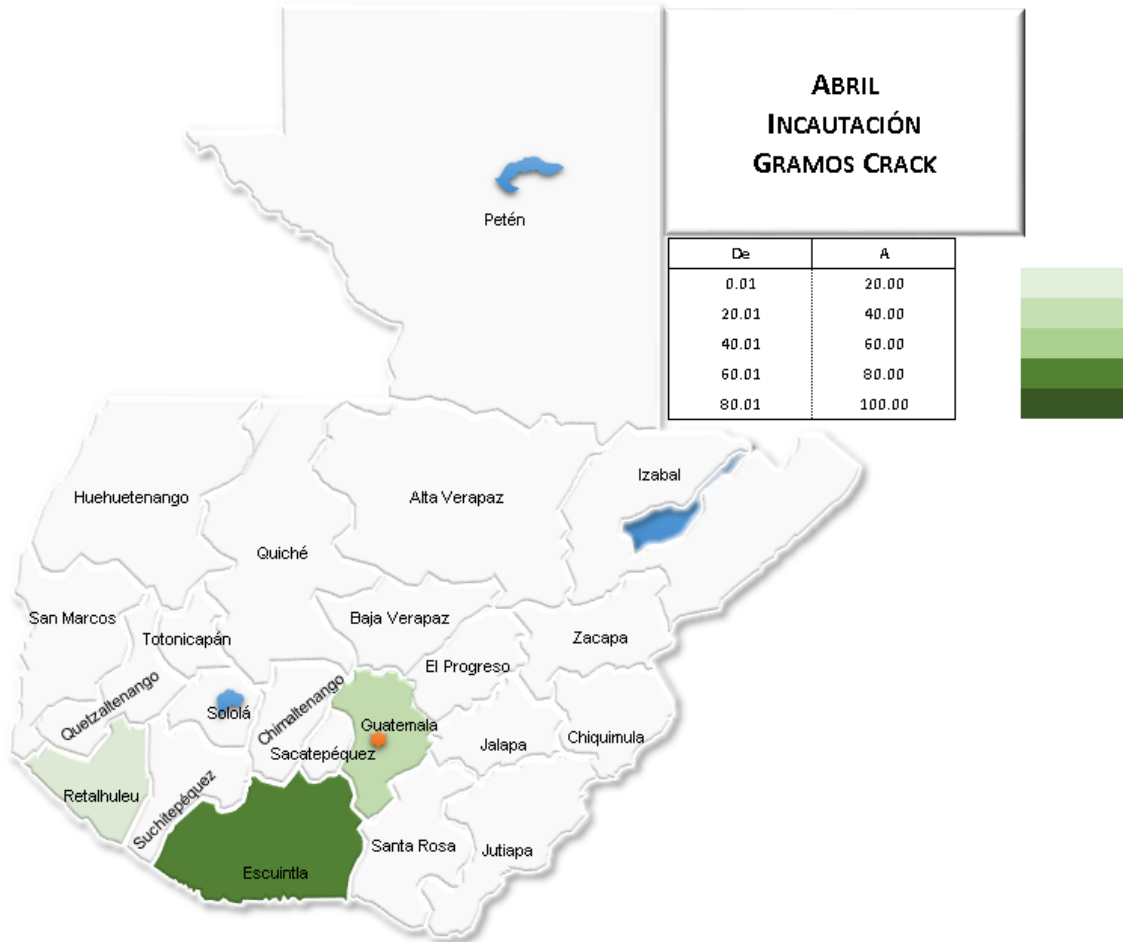 ABRIL
INCAUTACIÓN
GRAMOS CRACK
Petén
De A
0.01 20.00
20.01 40.00
40.01 60.00
60.01 80.00
80.01 100.00
Huehuetenango
Alta Verapaz
Izabal
Quiché
San Marcos
Totonicapán
Baja Verapaz
Zacapa
El Progreso
Quetzaltenango
Sololá
Chimaltenango
Sacatepéquez
Guatemala
Jalapa
Chiquimula
Retalhuleu
Suchitepéquez
Escuintla
Santa Rosa
Jutiapa